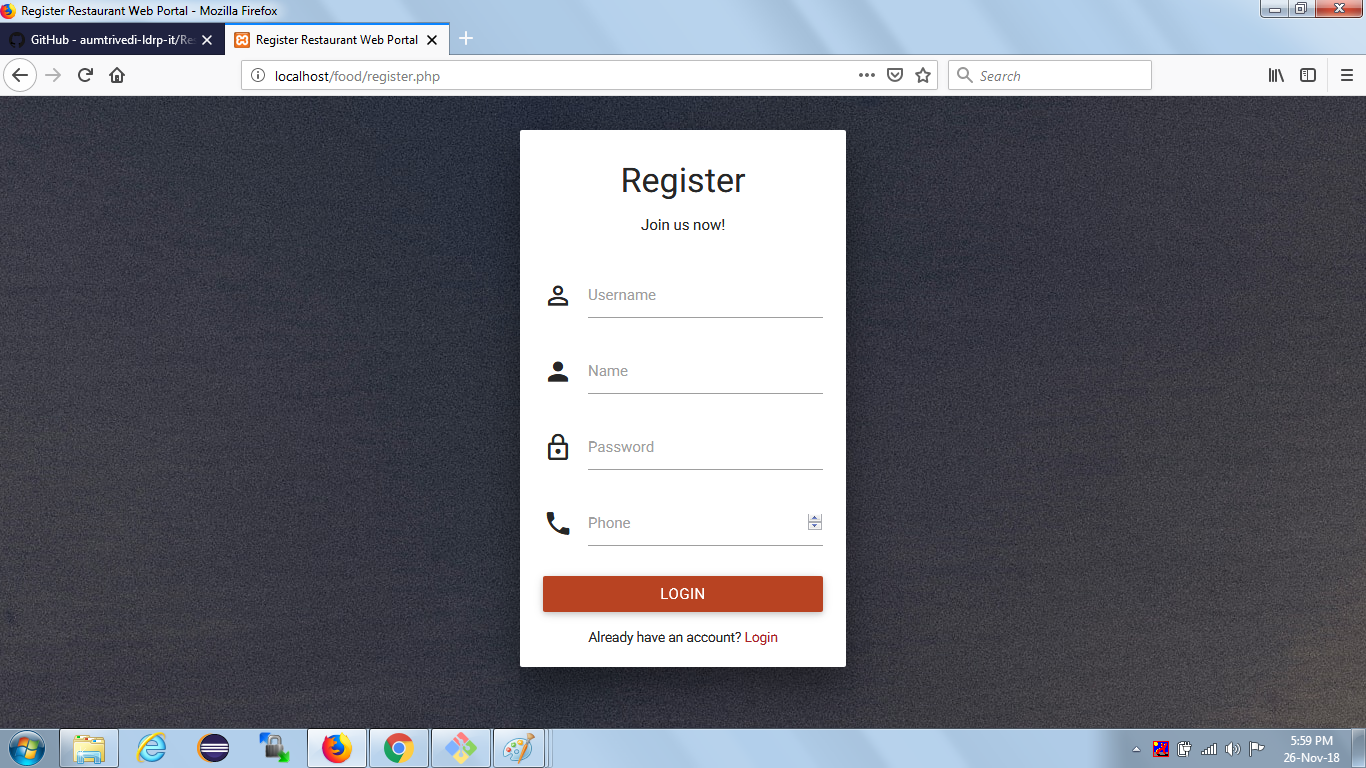 Register Restaurant Web Portal - Mozilla Firefox
GitHub - aumtrivedi-ldrp-it/Re
Register Restaurant Web Portal
localhost/food/register.php
Search
Register
Join us now!
Username
Name
Password
Phone
LOGIN
Already have an account? Login
5:59 PM
26-Nov-18